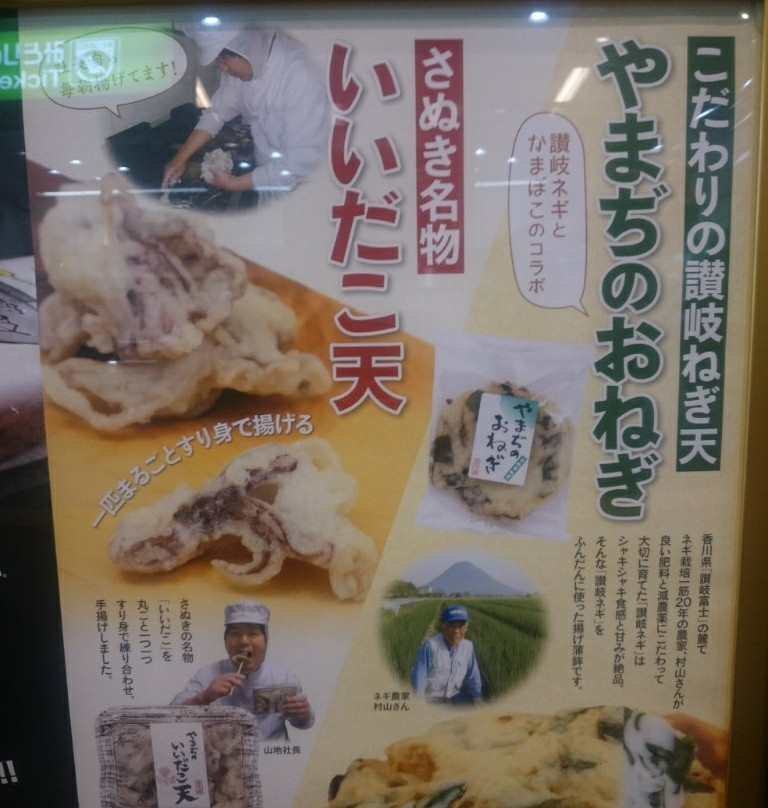 こだわりの讃岐ねぎ天
やまぢのおねぎ
讃岐ネギと
かまぼこのコラボ
やまぢの
おねぎ
香川県「讃岐富士」の麓で
ネギ栽培一筋20年の農家、村山さんが
良い肥料と減農薬にこだわって
大切に育てた「讃岐ネギ」は
シャキシャキ食感と甘みが絶品。
そんな「讃岐ネギ」を
ふんだんに使った揚げ蒲鉾です。
ネギ農家
村山さん
さぬき名物
いいだこ天
毎朝揚げてます!
一匹まるごとすり身で揚げる
さぬきの名物
「いいだこ」を
丸ごと一つ一つ
すり身で練り合わせ、
手揚げしました。
山地社長
やまぢの
いいだこ天
Ticke
!!